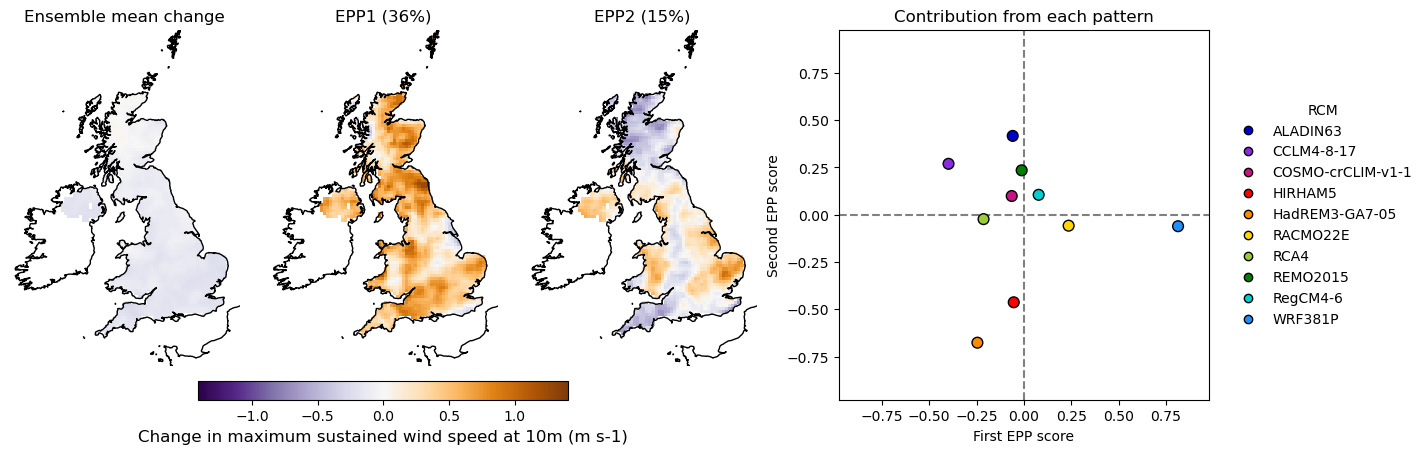 Ensemble mean change
EPP1 (36%)
EPP2 (15%)
Contribution from each pattern
−1.0
−0.5
0.0
0.5
1.0
Change in maximum sustained wind speed at 10m (m s-1)
Second EPP score
0.75
0.50
0.25
0.00
−0.25
−0.50
−0.75
−0.75
−0.50
−0.25
0.00
0.25
0.50
0.75
First EPP score
RCM
ALADIN63
CCLM4-8-17
COSMO-crCLIM-v1-1
HIRHAM5
HadREM3-GA7-05
RACMO22E
RCA4
REMO2015
RegCM4-6
WRF381P